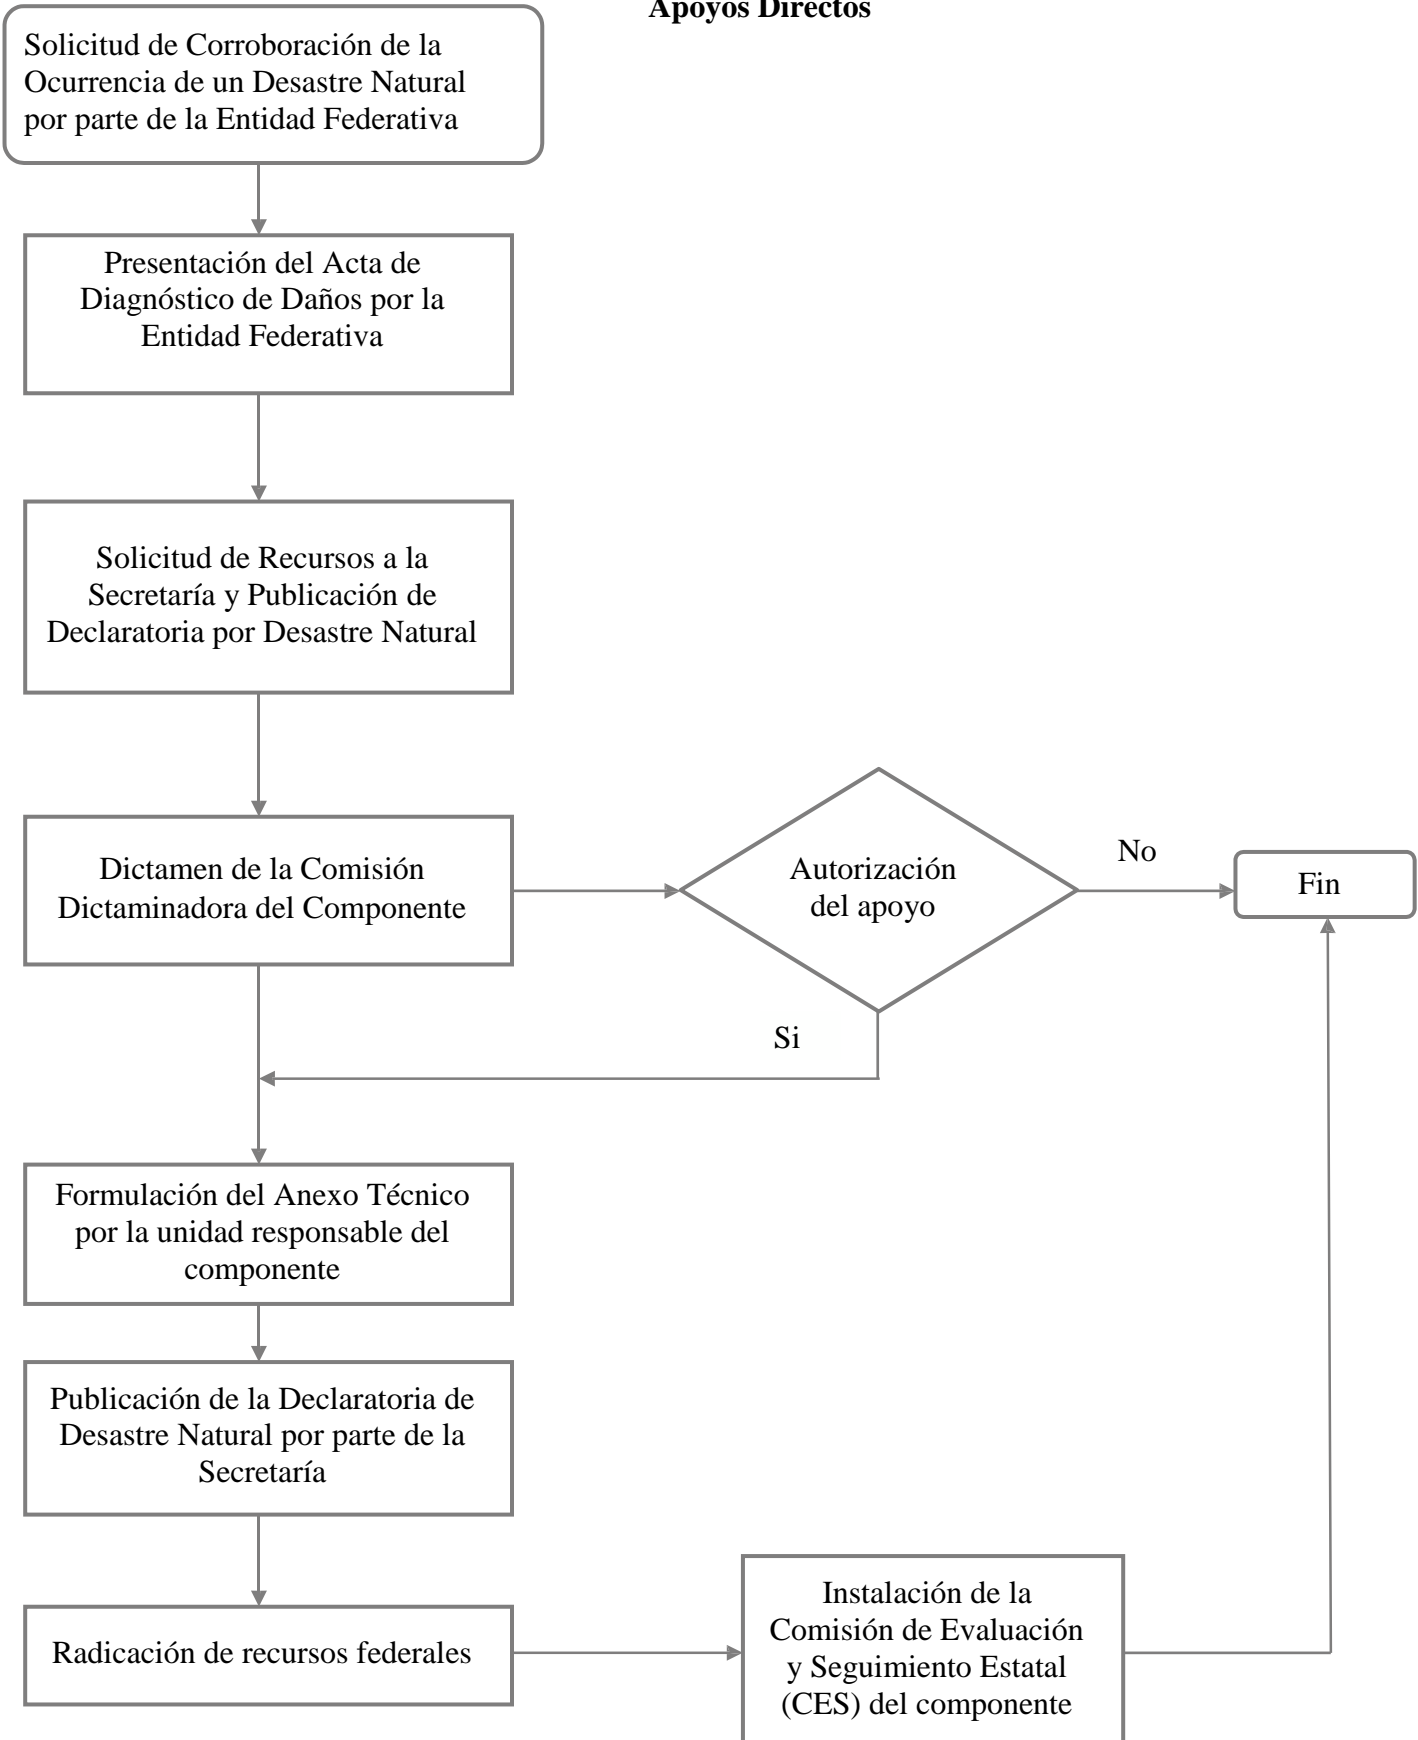 Apoyos Directos
Solicitud de Corroboración de la
Ocurrencia de un Desastre Natural
por parte de la Entidad Federativa
Presentación del Acta de
Diagnóstico de Daños por la
Entidad Federativa
Solicitud de Recursos a la
Secretaría y Publicación de
Declaratoria por Desastre Natural
Dictamen de la Comisión
Dictaminadora del Componente
Autorización
del apoyo
No
Fin
Si
Formulación del Anexo Técnico
por la unidad responsable del
componente
Publicación de la Declaratoria de
Desastre Natural por parte de la
Secretaría
Radicación de recursos federales
Instalación de la
Comisión de Evaluación
y Seguimiento Estatal
(CES) del componente